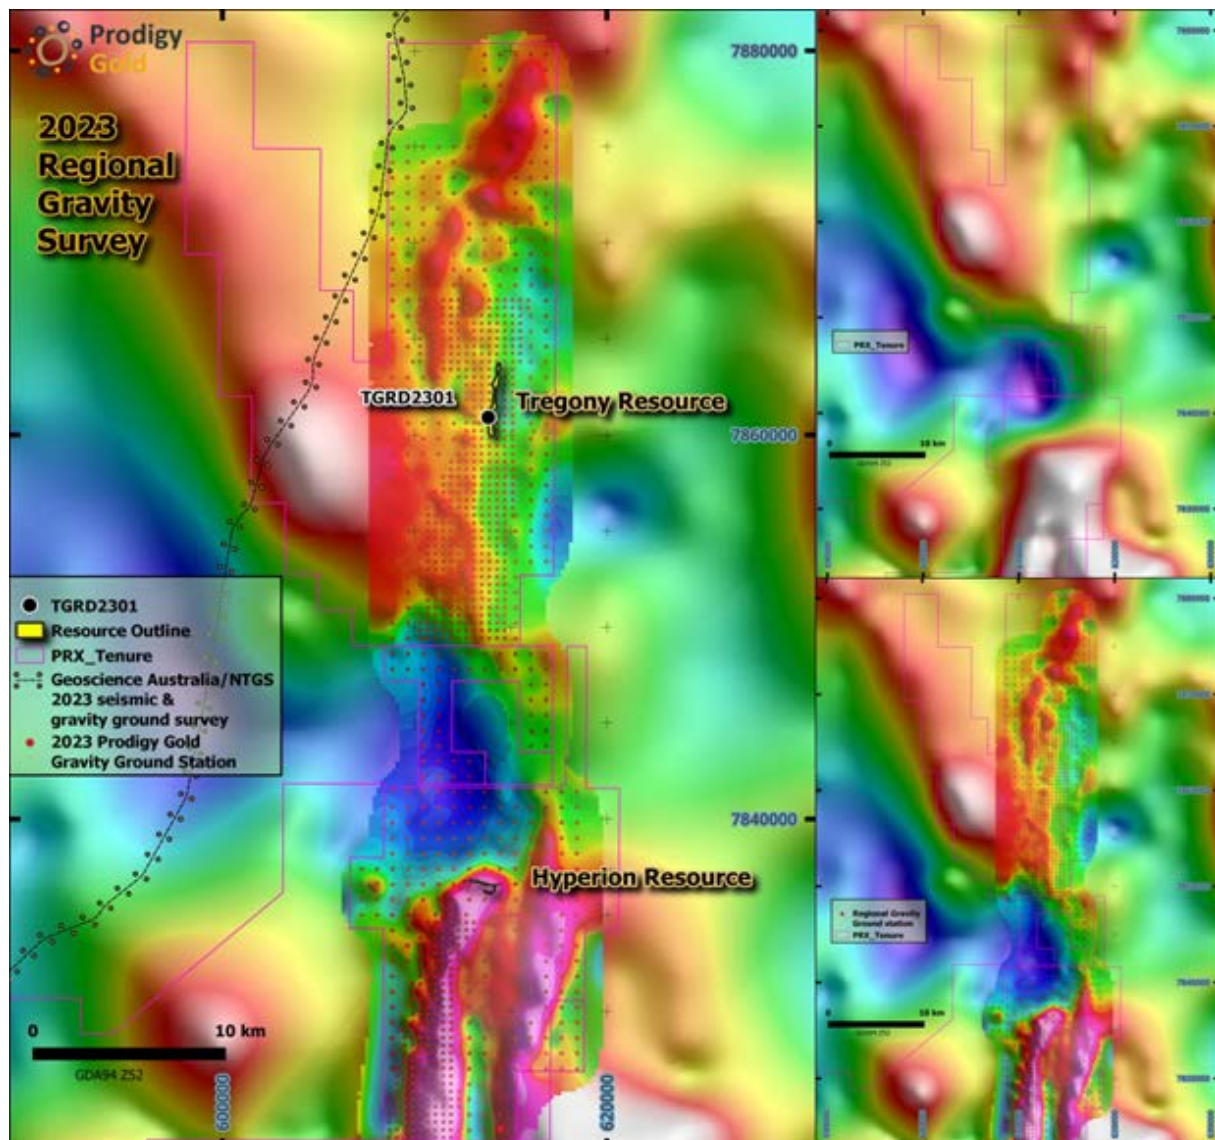 Prodigy
Gold
2023
Regional
Gravity
Survey
7880000
TGRD2301
Tregony Resource
7860000
TGRD2301
Resource Outline
PRX_Tenure
Geoscience Australia/NTGS
2023 seismic &
gravity ground survey
2023 Prodigy Gold
Gravity Ground Station
7840000
Hyperion Resource
0 10 km
GDA94 Z52
600000
620000
PRX_Tenure
0 10 km
Regional Gravity
Ground station
PRX_Tenure
0 10 km